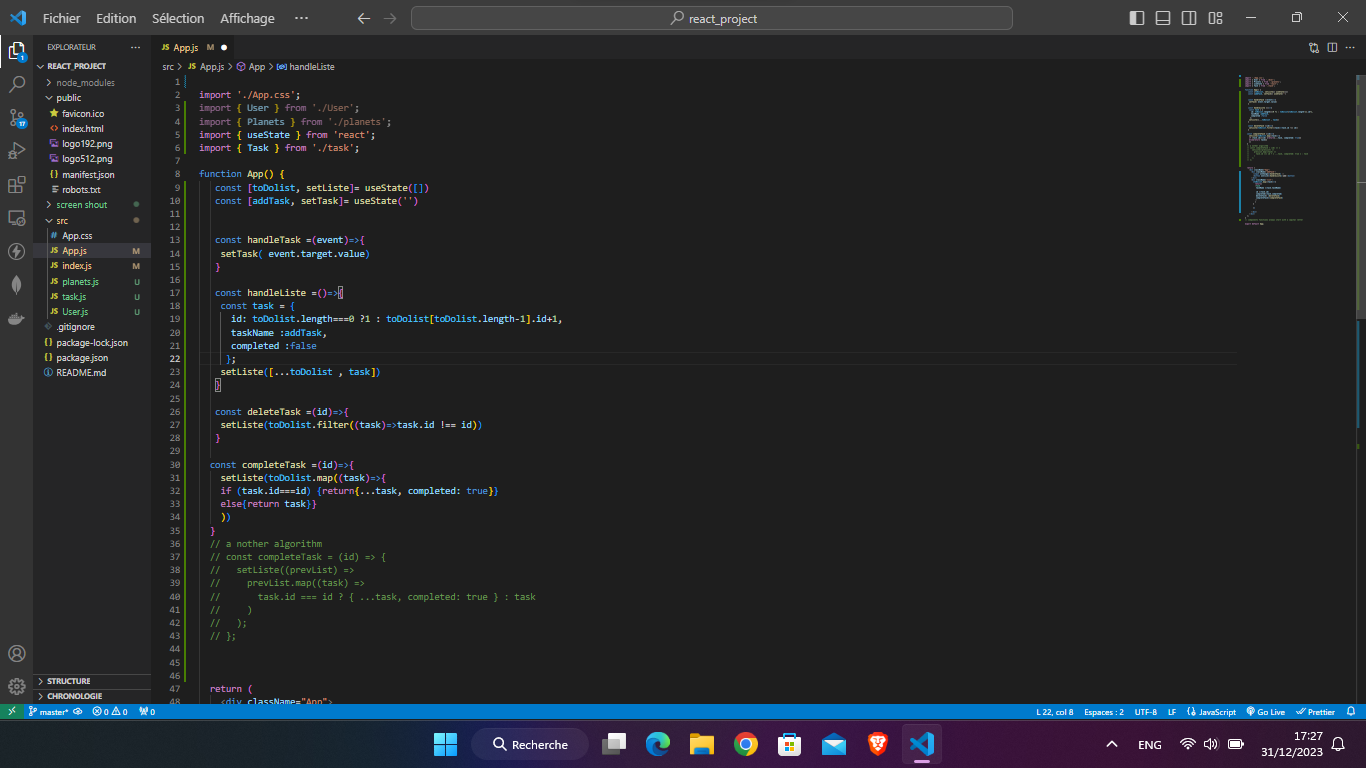 Fichier Edition Sélection Affichage ··· react_project
EXPLORATEUR ···
REACT_PROJECT
node_modules
public
favicon.ico
index.html
logo192.png
logo512.png
manifest.json
robots.txt
screen shout
src
App.css
App.js M
index.js M
planets.js U
task.js U
User.js U
.gitignore
package-lock.json
package.json
README.md
STRUCTURE
CHRONOLOGIE
1
17
JS App.js M ●
src > JS App.js > App > handleListe
1
2 import './App.css';
3 import { User } from './User';
4 import { Planets } from './planets';
5 import { useState } from 'react';
6 import { Task } from './task';
7
8 function App() {
9 const [toDolist, setListe]= useState([])
10 const [addTask, setTask]= useState('')
11
12
13 const handleTask =(event)=>{
14 setTask( event.target.value)
15 }
16
17 const handleListe =()=>{
18 const task = {
19 id: toDolist.length===0 ?1 : toDolist[toDolist.length-1].id+1,
20 taskName :addTask,
21 completed :false
22 };
23 setListe([...toDolist , task])
24 }
25
26 const deleteTask =(id)=>{
27 setListe(toDolist.filter((task)=>task.id !== id))
28 }
29
30 const completeTask =(id)=>{
31 setListe(toDolist.map((task)=>{
32 if (task.id===id) {return{...task, completed: true}}
33 else{return task}}
34 ))
35 }
36 // a nother algorithm
37 // const completeTask = (id) => {
38 // setListe((prevList) =>
39 // prevList.map((task) =>
40 // task.id === id ? { ...task, completed: true } : task
41 // )
42 // );
43 // };
44
45
46
47 return (
48 <div className="App">
master* 0 0 0 L 22, col 8 Espaces : 2 UTF-8 LF JavaScript Go Live Prettier
Recherche ENG 17:27
31/12/2023